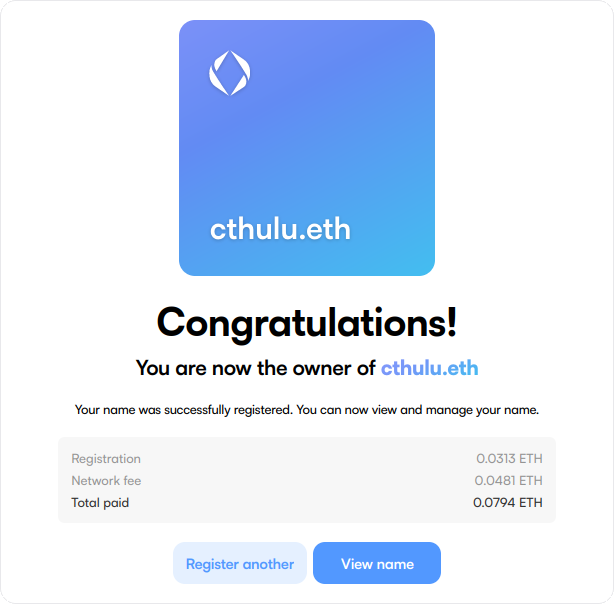 cthulu.eth
Congratulations!
You are now the owner of cthulu.eth
Your name was successfully registered. You can now view and manage your name.
Registration 0.0313 ETH
Network fee 0.0481 ETH
Total paid 0.0794 ETH
Register another View name